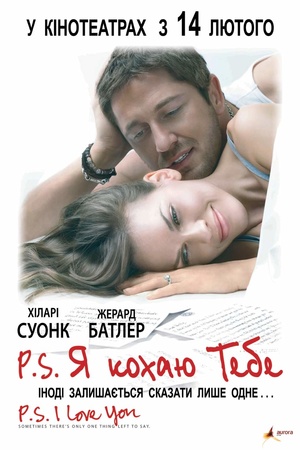 У КІНОТЕАТРАХ З 14 ЛЮТОГО
ХІЛАРІ СУОНК
ЖЕРАРД БАТЛЕР
P.S. Я кохаю Тебе
ІНОДІ ЗАЛИШАЄТЬСЯ СКАЗАТИ ЛИШЕ ОДНЕ...
P.S. I Love You
SOMETIMES THERE'S ONLY ONE THING LEFT TO SAY.
aurora